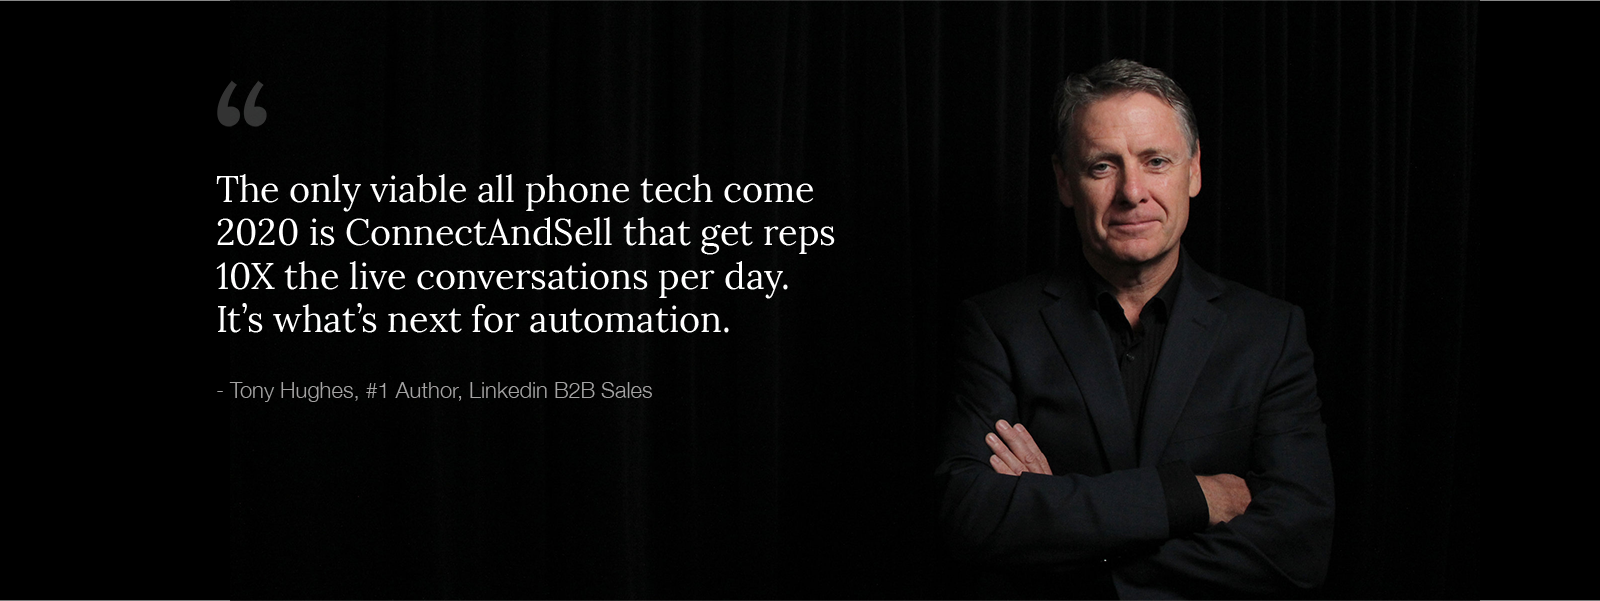 “
The only viable all phone tech come
2020 is ConnectAndSell that get reps
10X the live conversations per day.
It’s what’s next for automation.
- Tony Hughes, #1 Author, Linkedin B2B Sales